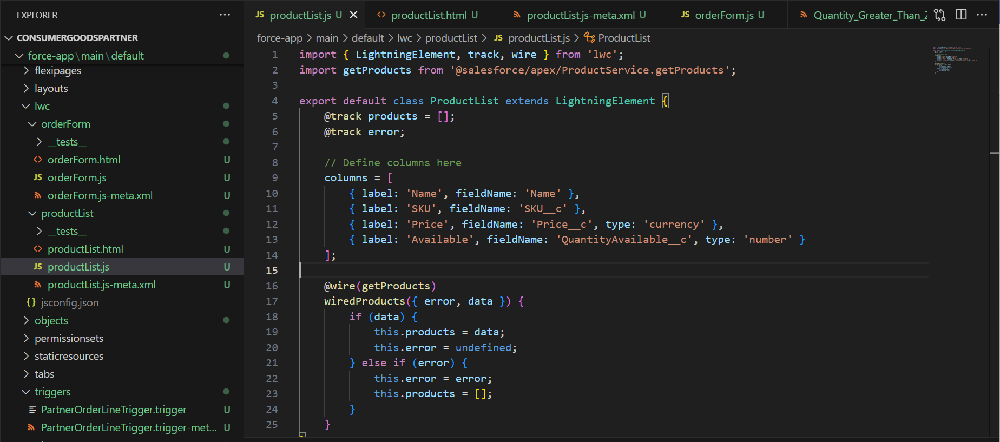 EXPLORER
CONSUMERGOODSPARTNER
force-app\main\default
flexipages
layouts
lwc
orderForm
__tests__
orderForm.html U
JS orderForm.js U
orderForm.js-meta.xml U
productList
__tests__
productList.html U
JS productList.js U
productList.js-meta.xml U
{} jsconfig.json
objects
permissionsets
staticresources
tabs
triggers
PartnerOrderLineTrigger.trigger U
PartnerOrderLineTrigger.trigger-met... U
JS productList.js U
productList.html U
productList.js-meta.xml U
JS orderForm.js U
Quantity_Greater_Than_Z
force-app > main > default > lwc > productList > JS productList.js > ProductList
1 import { LightningElement, track, wire } from 'lwc';
2 import getProducts from '@salesforce/apex/ProductService.getProducts';
3
4 export default class ProductList extends LightningElement {
5 @track products = [];
6 @track error;
7
8 // Define columns here
9 columns = [
10 { label: 'Name', fieldName: 'Name' },
11 { label: 'SKU', fieldName: 'SKU__c' },
12 { label: 'Price', fieldName: 'Price__c', type: 'currency' },
13 { label: 'Available', fieldName: 'QuantityAvailable__c', type: 'number' }
14 ];
15
16 @wire(getProducts)
17 wiredProducts({ error, data }) {
18 if (data) {
19 this.products = data;
20 this.error = undefined;
21 } else if (error) {
22 this.error = error;
23 this.products = [];
24 }
25 }